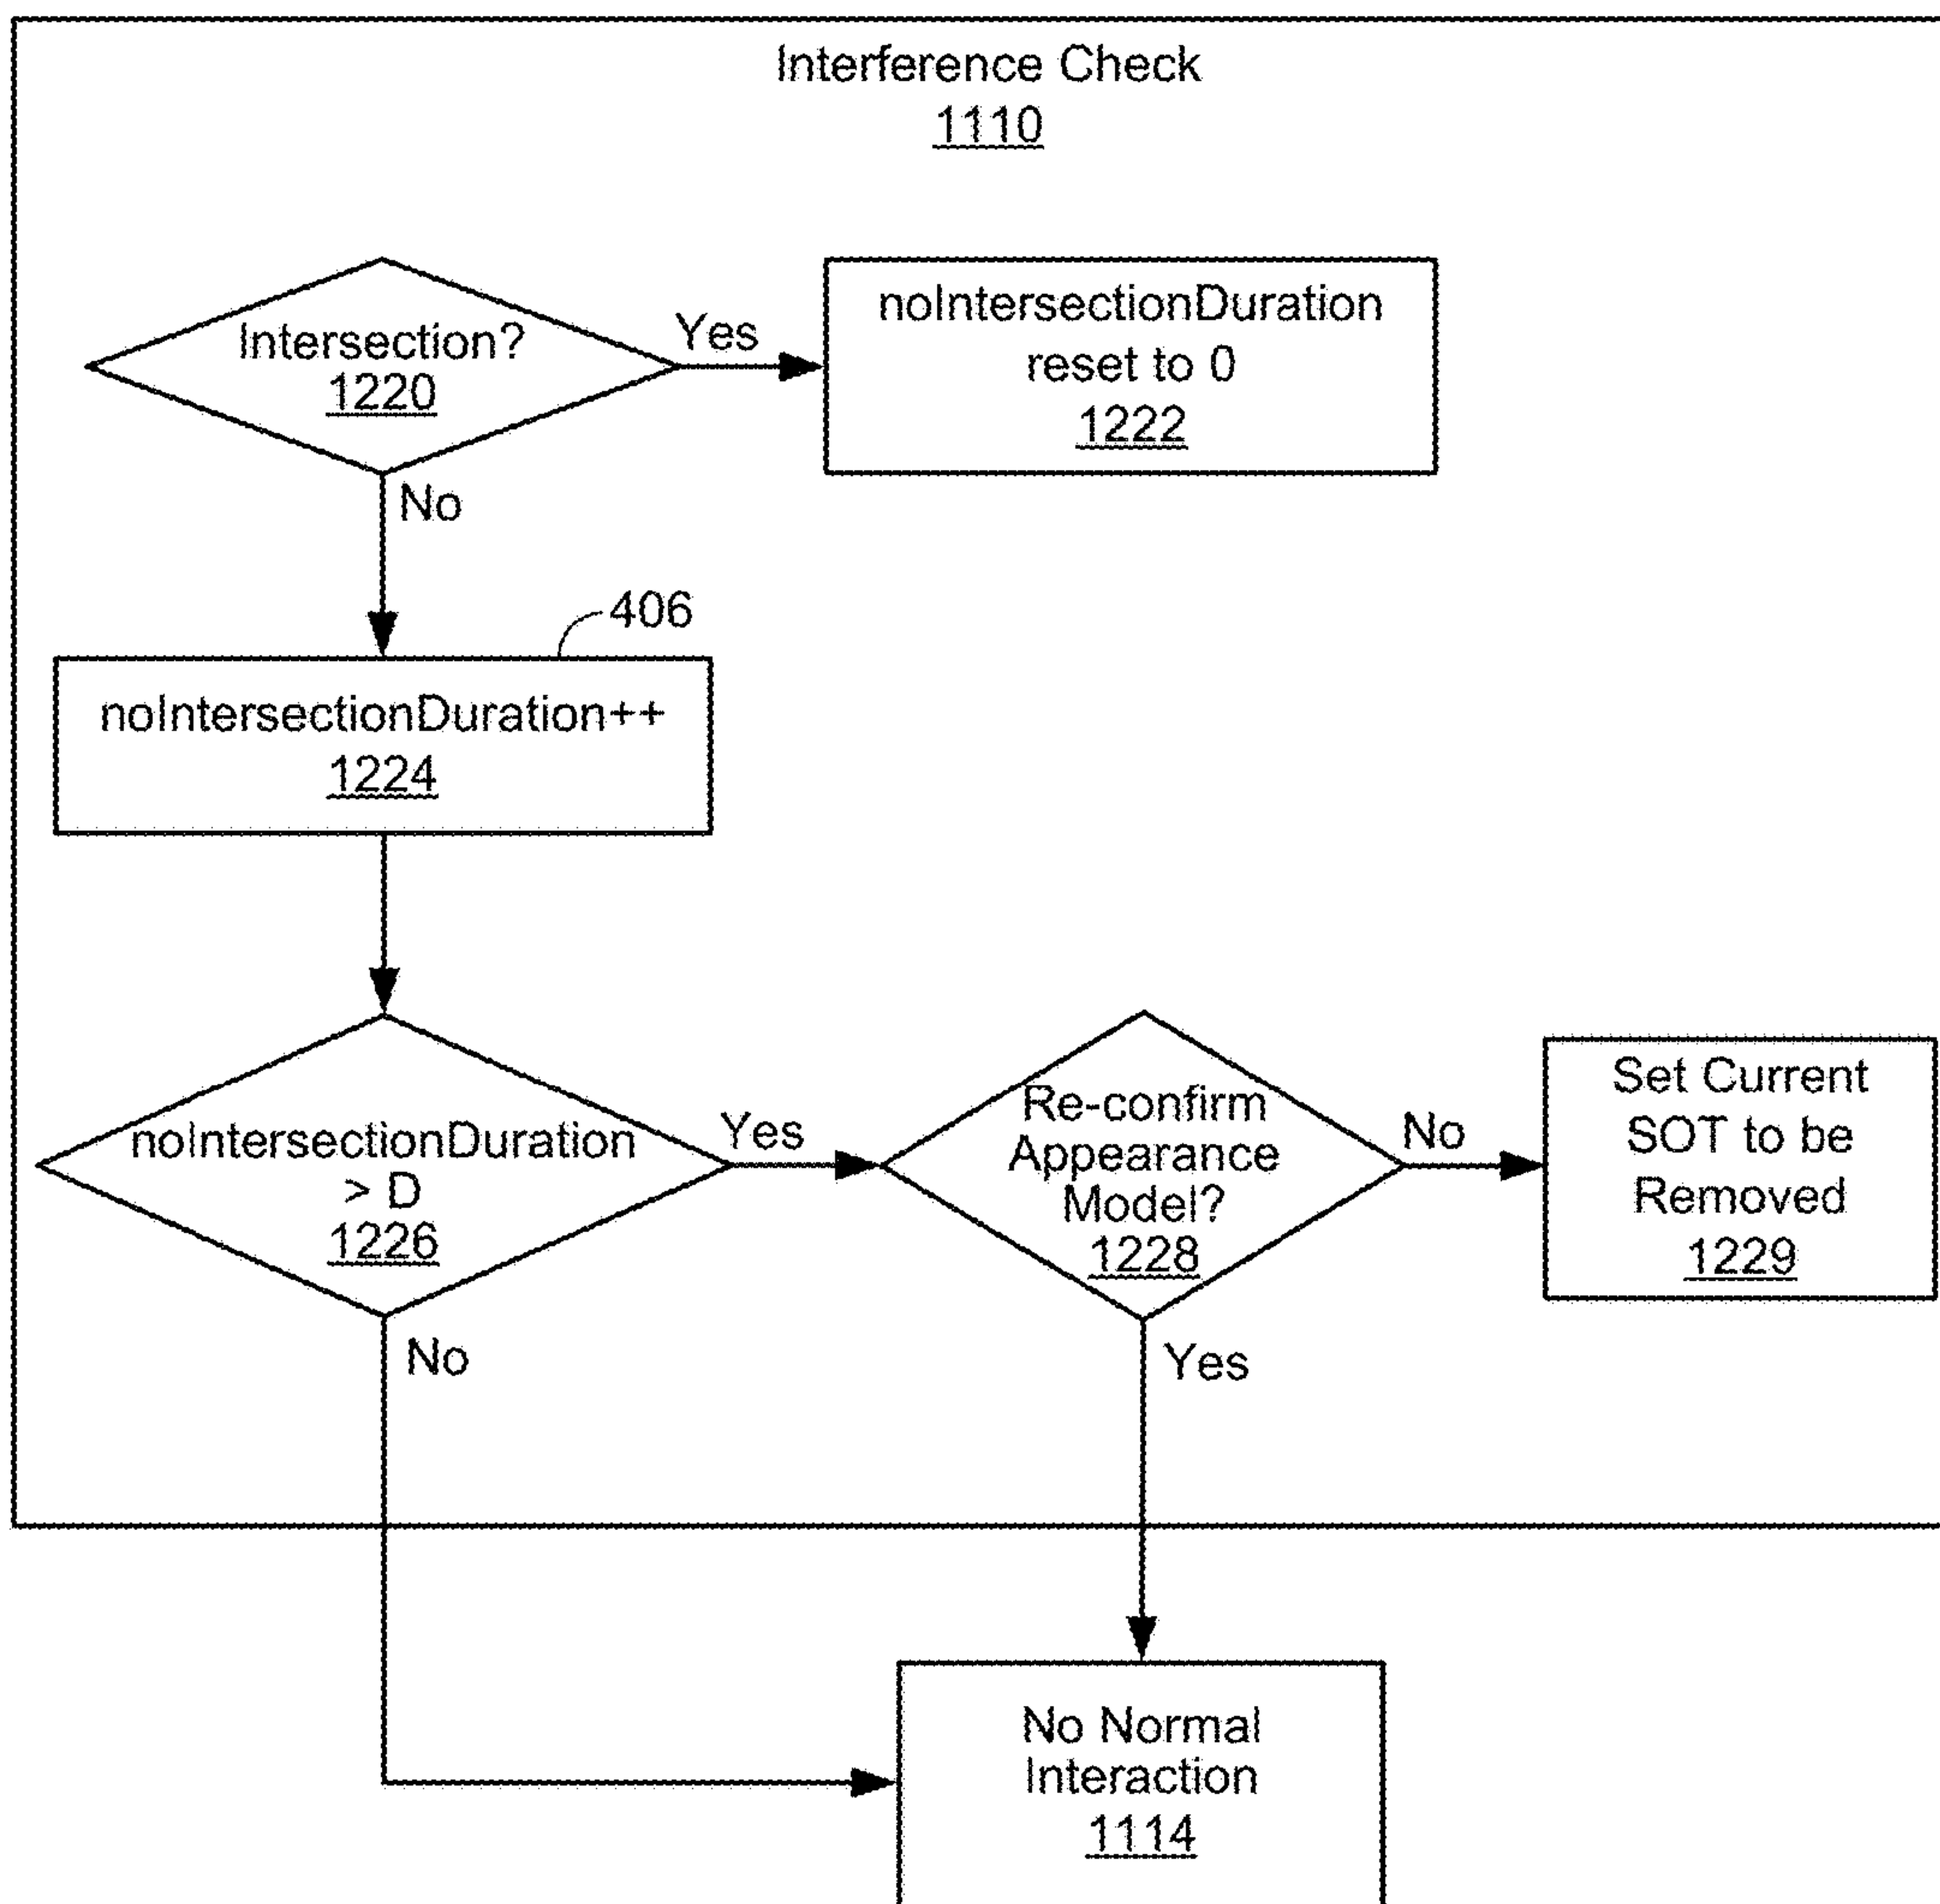 Interference Check
1110
Intersection?
1220
Yes
noIntersectionDuration
reset to 0
1222
No
406
noIntersectionDuration++
1224
noIntersectionDuration
> D
1226
Yes
Re-confirm
Appearance
Model?
1228
No
Set Current
SOT to be
Removed
1229
No
Yes
No Normal
Interaction
1114